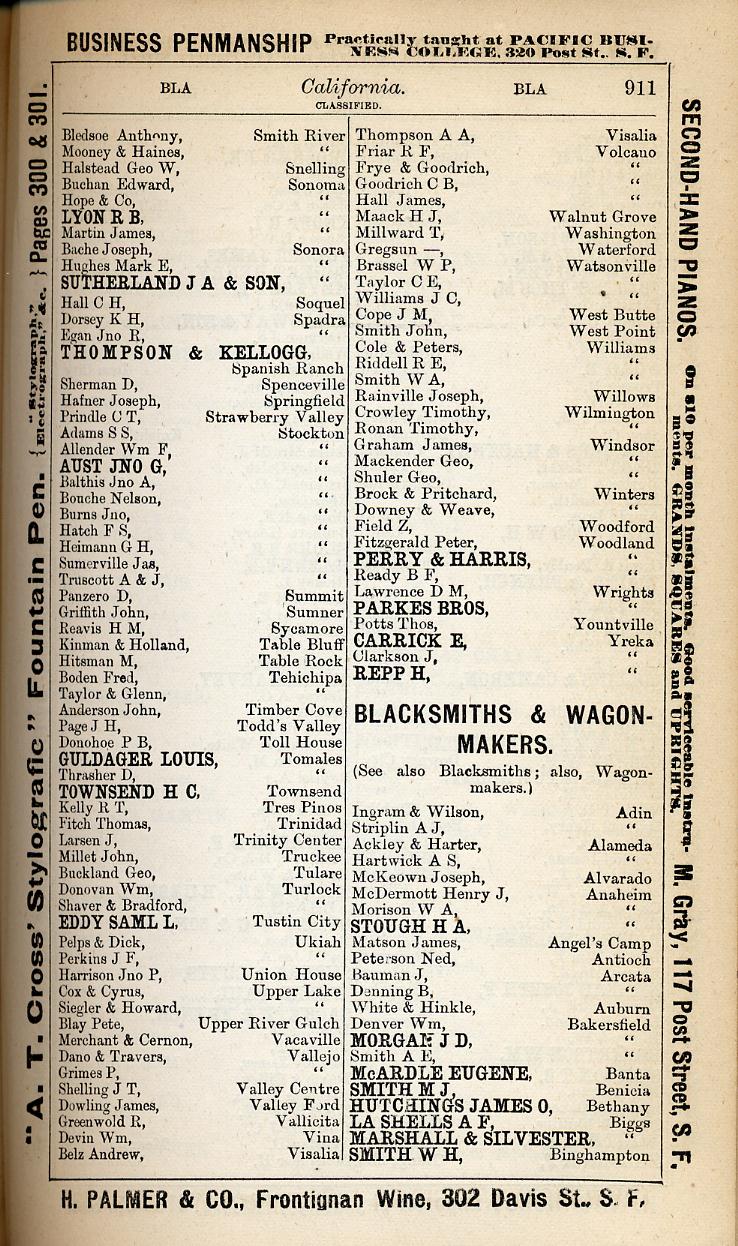 BUSINESS PENMANSHIP Practically taught at PACIFIC BUSI-
NESS COLLEGE, 320 Post St., S. F.
BLA California. BLA 911
CLASSIFIED.
Bledsoe Anthony, Smith River
Mooney & Haines, “
Halstead Geo W, Snelling
Buchan Edward, Sonoma
Hope & Co, “
LYON R B, “
Martin James, “
Bache Joseph, Sonora
Hughes Mark E, “
SUTHERLAND J A & SON, “
Hall C H, Soquel
Dorsey K H, Spadra
Egan Jno R, “
THOMPSON & KELLOGG,
Spanish Ranch
Sherman D, Spenceville
Hafner Joseph, Springfield
Prindle C T, Strawberry Valley
Adams S S, Stockton
Allender Wm F, “
AUST JNO G, “
Balthis Jno A, “
Bouche Nelson, “
Burns Jno, “
Hatch F S, “
Heimann G H, “
Sumerville Jas, “
Truscott A & J, “
Panzero D, Summit
Griffith John, Sumner
Reavis H M, Sycamore
Kinman & Holland, Table Bluff
Hitsman M, Table Rock
Boden Fred, Tehichipa
Taylor & Glenn, “
Anderson John, Timber Cove
Page J H, Todd's Valley
Donohoe P B, Toll House
GULDAGER LOUIS, Tomales
Thrasher D, “
TOWNSEND H C, Townsend
Kelly R T, Tres Pinos
Fitch Thomas, Trinidad
Larsen J, Trinity Center
Millet John, Truckee
Buckland Geo, Tulare
Donovan Wm, Turlock
Shaver & Bradford, “
EDDY SAML L, Tustin City
Pelps & Dick, Ukiah
Perkins J F, “
Harrison Jno P, Union House
Cox & Cyrus, Upper Lake
Siegler & Howard, “
Blay Pete, Upper River Gulch
Merchant & Cernon, Vacaville
Dano & Travers, Vallejo
Grimes P, “
Shelling J T, Valley Centre
Dowling James, Valley Ford
Greenwold R, Vallicita
Devin Wm, Vina
Belz Andrew, Visalia
Thompson A A, Visalia
Friar R F, Volcano
Frye & Goodrich, “
Goodrich C B, “
Hall James, “
Maack H J, Walnut Grove
Millward T, Washington
Gregsun —, Waterford
Brassel W P, Watsonville
Taylor C E, “
Williams J C, “
Cope J M, West Butte
Smith John, West Point
Cole & Peters, Williams
Riddell R E, “
Smith W A, “
Rainville Joseph, Willows
Crowley Timothy, Wilmington
Ronan Timothy, “
Graham James, Windsor
Mackender Geo, “
Shuler Geo, “
Brock & Pritchard, Winters
Downey & Weave, “
Field Z, Woodford
Fitzgerald Peter, Woodland
PERRY & HARRIS, “
Ready B F, “
Lawrence D M, Wrights
PARKES BROS, “
Potts Thos, Yountville
CARRICK E, Yreka
Clarkson J, “
REPP H, “
BLACKSMITHS & WAGON-
MAKERS.
(See also Blacksmiths; also, Wagon-
makers.)
Ingram & Wilson, Adin
Striplin A J, “
Ackley & Harter, Alameda
Hartwick A S, “
McKeown Joseph, Alvarado
McDermott Henry J, Anaheim
Morison W A, “
STOUGH H A, “
Matson James, Angel's Camp
Peterson Ned, Antioch
Bauman J, Arcata
Denning B, “
White & Hinkle, Auburn
Denver Wm, Bakersfield
MORGAN J D, “
Smith A E, “
McARDLE EUGENE, Banta
SMITH M J, Benicia
HUTCHINGS JAMES O, Bethany
LA SHELLS A F, Biggs
MARSHALL & SILVESTER, “
SMITH W H, Binghampton
H. PALMER & CO., Frontignan Wine, 302 Davis St., S. F.
"A. T. Cross' Stylografic" Fountain Pen. { "Stylograph," "Electrograph," &c. } Pages 300 & 301.
SECOND-HAND PIANOS. On $10 per month instalments. Good serviceable instru-
ments. GRANDS, SQUARES and UPRIGHTS. M. Gray, 117 Post Street, S. F.